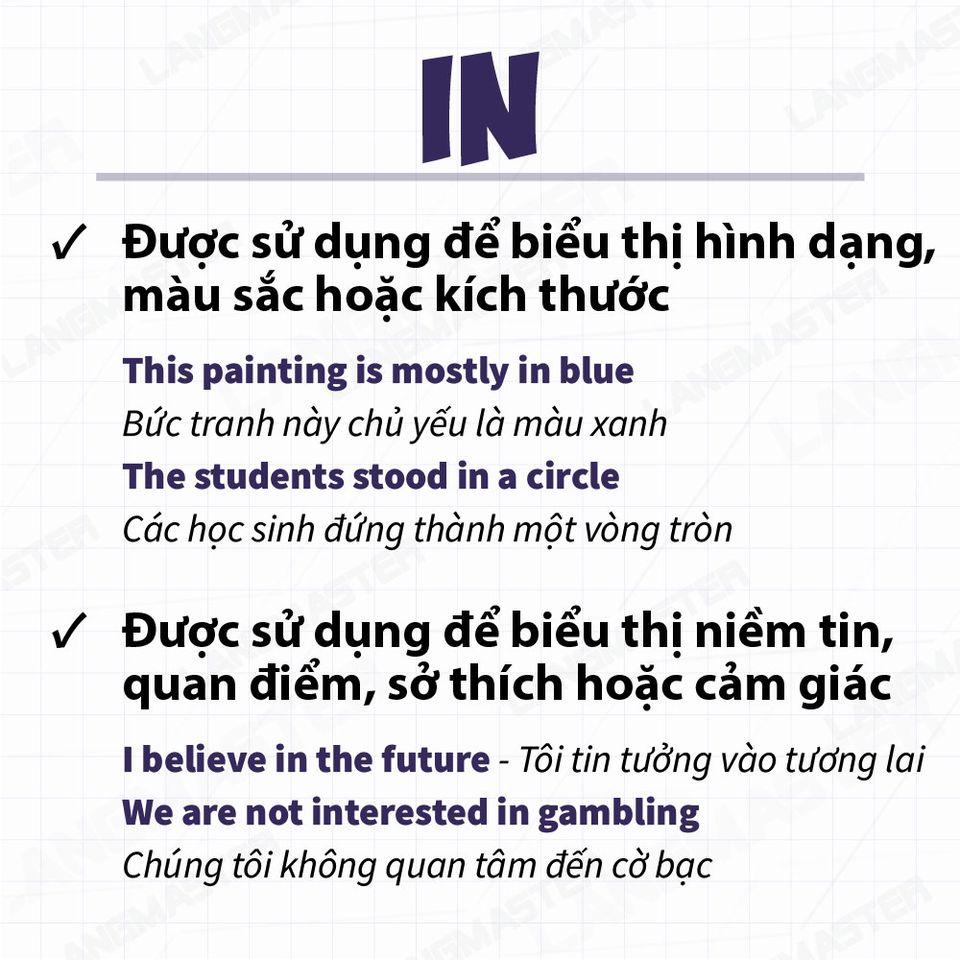 IN
✓ Được sử dụng để biểu thị hình dạng,
màu sắc hoặc kích thước
This painting is mostly in blue
Bức tranh này chủ yếu là màu xanh
The students stood in a circle
Các học sinh đứng thành một vòng tròn
✓ Được sử dụng để biểu thị niềm tin,
quan điểm, sở thích hoặc cảm giác
I believe in the future - Tôi tin tưởng vào tương lai
We are not interested in gambling
Chúng tôi không quan tâm đến cờ bạc
LANGMASTER